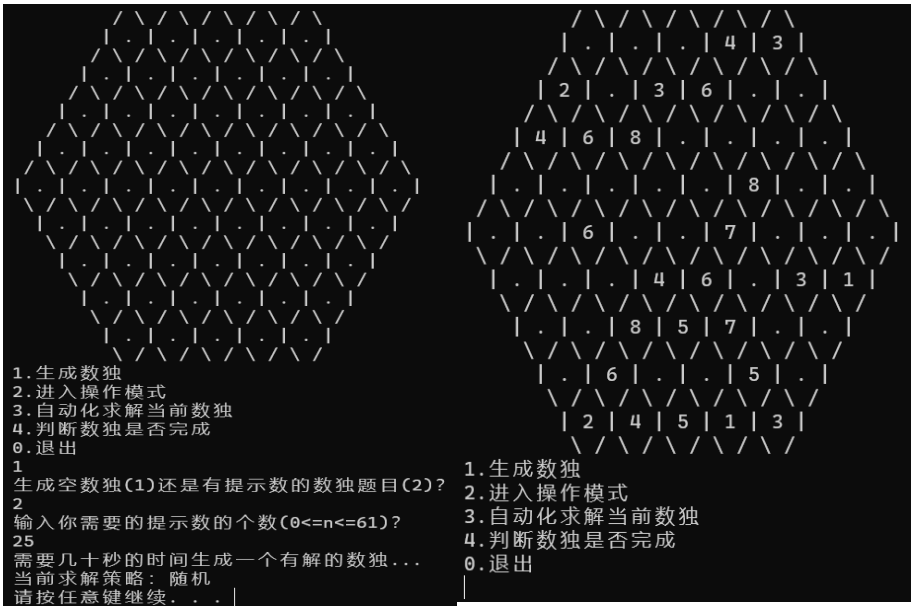 / \ / \ / \ / \ / \
| . | . | . | . | . |
/ \ / \ / \ / \ / \ / \
| . | . | . | . | . | . |
/ \ / \ / \ / \ / \ / \ / \
| . | . | . | . | . | . | . |
/ \ / \ / \ / \ / \ / \ / \ / \
| . | . | . | . | . | . | . | . |
/ \ / \ / \ / \ / \ / \ / \ / \ / \
| . | . | . | . | . | . | . | . | . |
\ / \ / \ / \ / \ / \ / \ / \ / \ /
| . | . | . | . | . | . | . | . |
\ / \ / \ / \ / \ / \ / \ / \ /
| . | . | . | . | . | . | . |
\ / \ / \ / \ / \ / \ / \ /
| . | . | . | . | . | . |
\ / \ / \ / \ / \ / \ /
| . | . | . | . | . |
\ / \ / \ / \ / \ /
1.生成数独
2.进入操作模式
3.自动化求解当前数独
4.判断数独是否完成
0.退出
1
生成空数独(1)还是有提示数的数独题目(2)?
2
输入你需要的提示数的个数(0<=n<=61)?
25
需要几十秒的时间生成一个有解的数独...
当前求解策略: 随机
请按任意键继续. . .
/ \ / \ / \ / \ / \
| . | . | . | 4 | 3 |
/ \ / \ / \ / \ / \ / \
| 2 | . | 3 | 6 | . | . |
/ \ / \ / \ / \ / \ / \ / \
| 4 | 6 | 8 | . | . | . | . |
/ \ / \ / \ / \ / \ / \ / \ / \
| . | . | . | . | . | 8 | . | . |
/ \ / \ / \ / \ / \ / \ / \ / \ / \
| . | . | 6 | . | . | 7 | . | . | . |
\ / \ / \ / \ / \ / \ / \ / \ / \ /
| . | . | . | 4 | 6 | . | 3 | 1 |
\ / \ / \ / \ / \ / \ / \ / \ /
| . | . | 8 | 5 | 7 | . | . |
\ / \ / \ / \ / \ / \ / \ /
| . | 6 | . | . | 5 | . |
\ / \ / \ / \ / \ / \ /
| 2 | 4 | 5 | 1 | 3 |
\ / \ / \ / \ / \ /
1.生成数独
2.进入操作模式
3.自动化求解当前数独
4.判断数独是否完成
0.退出